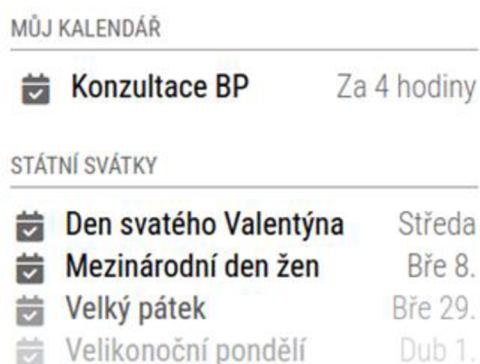 MŮJ KALENDÁŘ
Konzultace BP Za 4 hodiny
STÁTNÍ SVÁTKY
Den svatého Valentýna Středa
Mezinárodní den žen Bře 8.
Velký pátek Bře 29.
Velikonoční pondělí Dub 1.